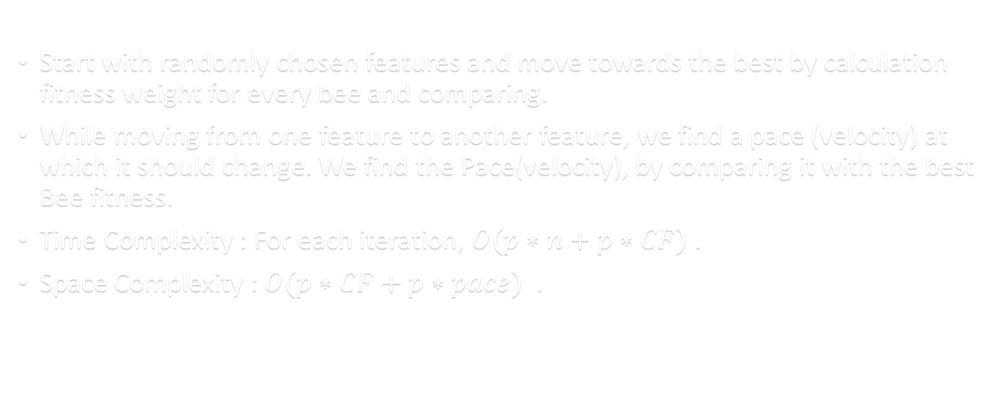 • Start with randomly chosen features and move towards the best by calculation
fitness weight for every bee and comparing.
• While moving from one feature to another feature, we find a pace (velocity) at
which it should change. We find the Pace(velocity), by comparing it with the best
Bee fitness.
• Time Complexity : For each iteration, O(p * n + p * CF) .
• Space Complexity : O(p * CF + p * pace) .